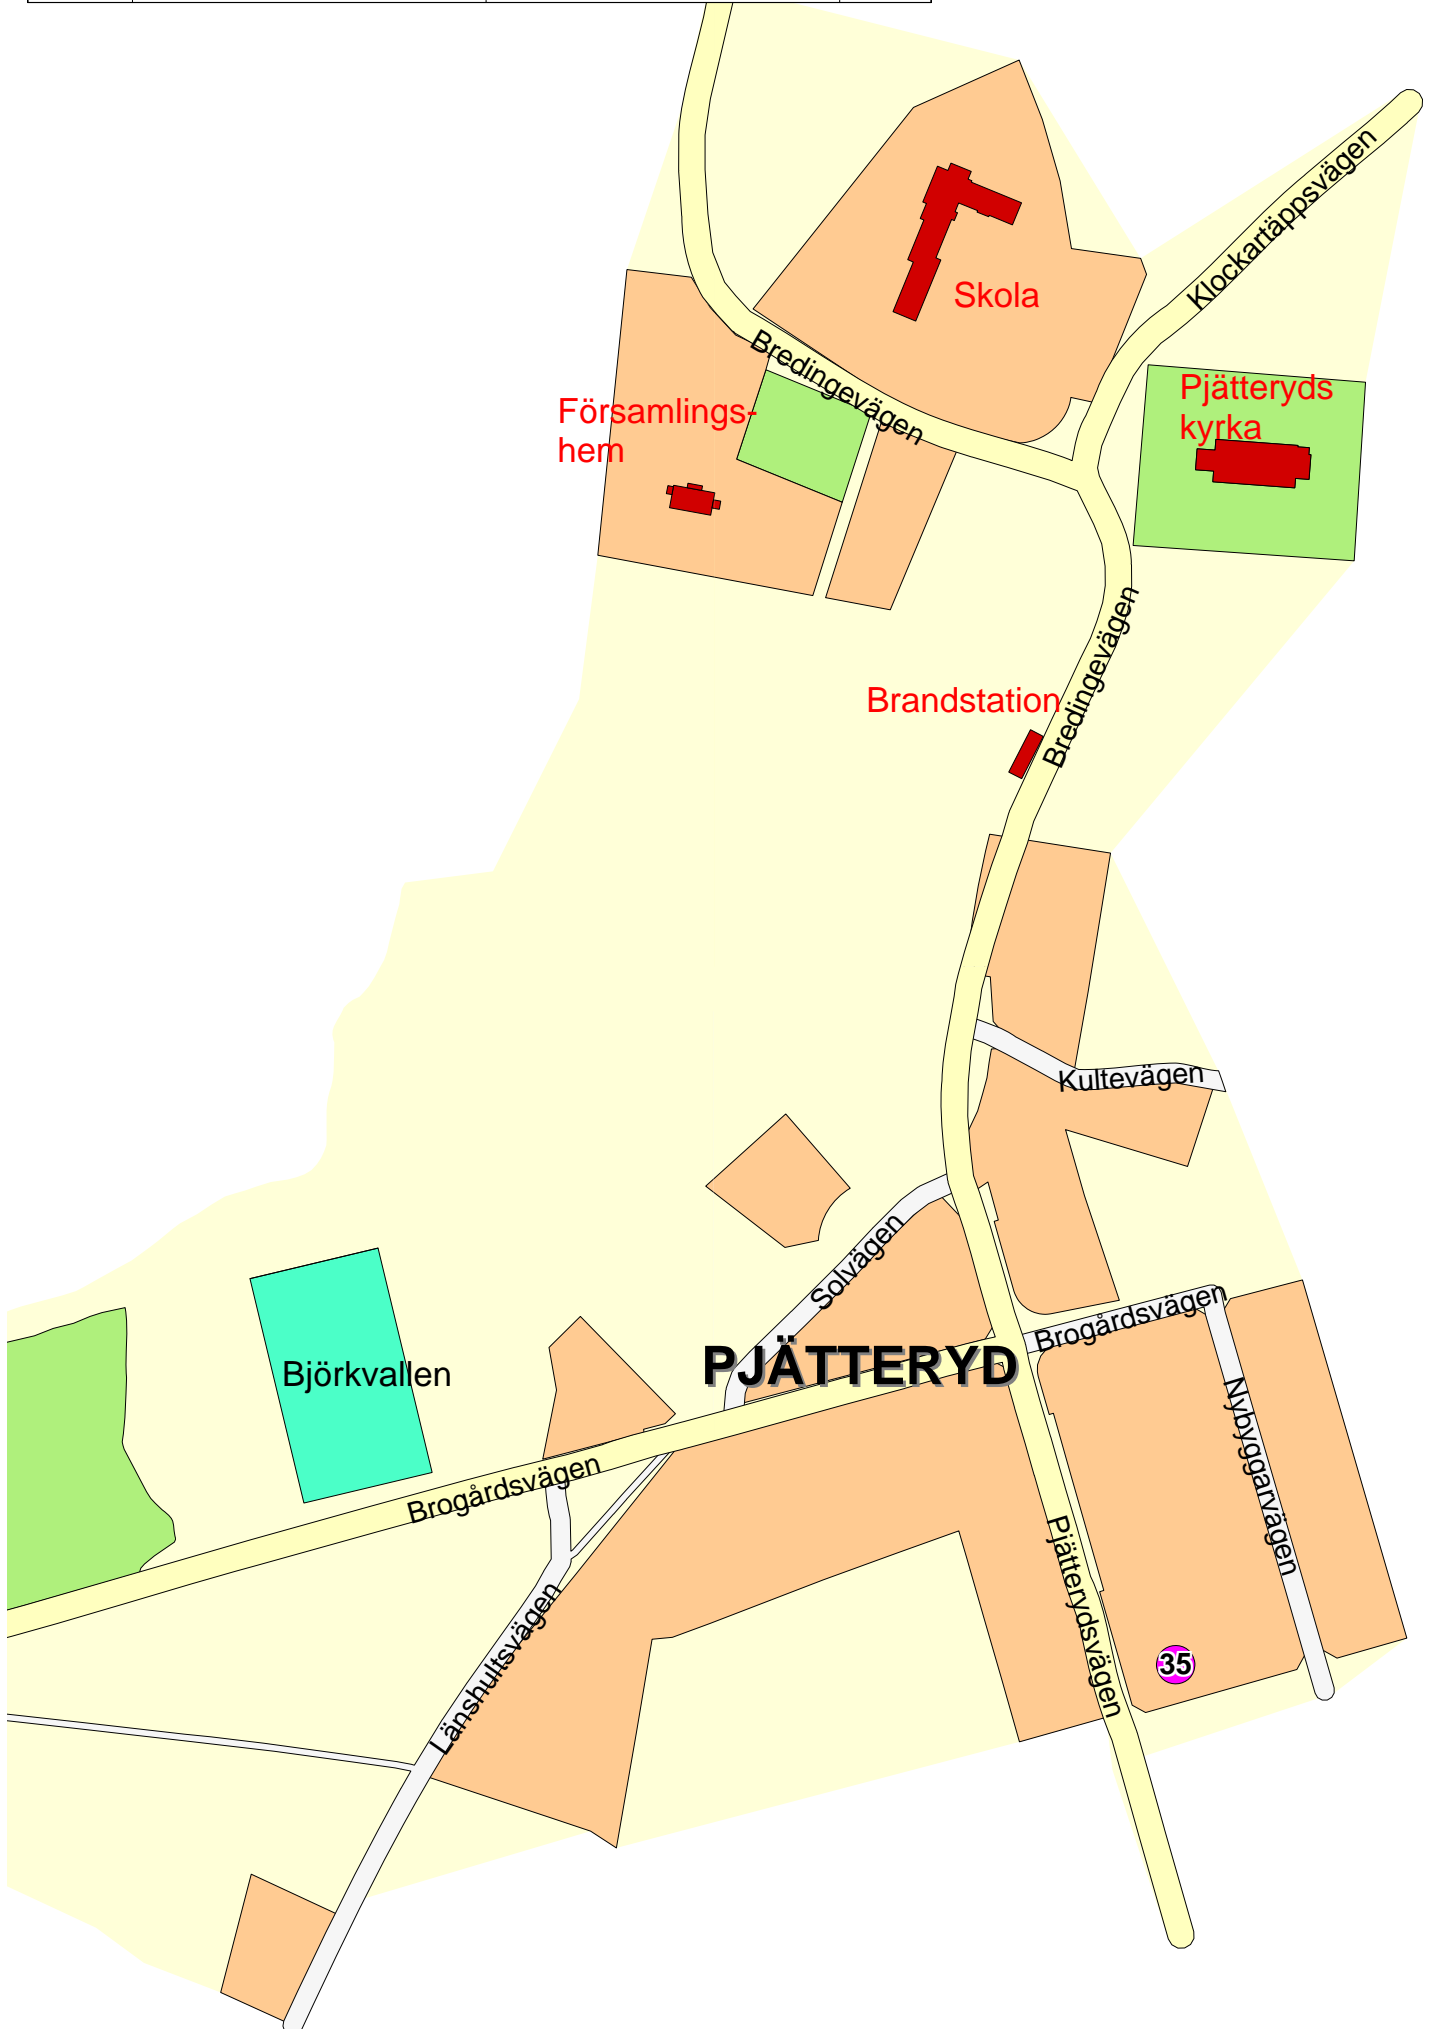 Klockartäppsvägen
Skola
Bredingevägen
Pjätteryds
kyrka
Församlings-
hem
Bredingevägen
Brandstation
Kultevägen
Solvägen
Brogårdsvägen
PJÄTTERYD
Björkvallen
Nybyggarvägen
Brogårdsvägen
Pjätterydsvägen
Länshultsvägen
35